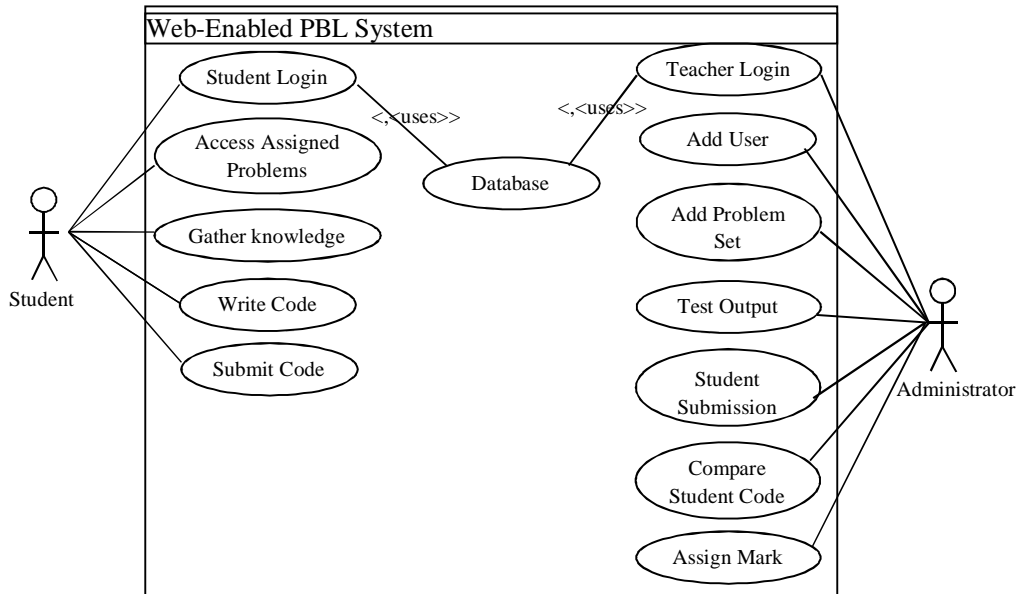 Web-Enabled PBL System
Student Login
Teacher Login
<,<uses>>
<,<uses>>
Access Assigned
Problems
Add User
Database
Add Problem
Set
Gather knowledge
Student
Write Code
Test Output
Submit Code
Student
Submission
Administrator
Compare
Student Code
Assign Mark